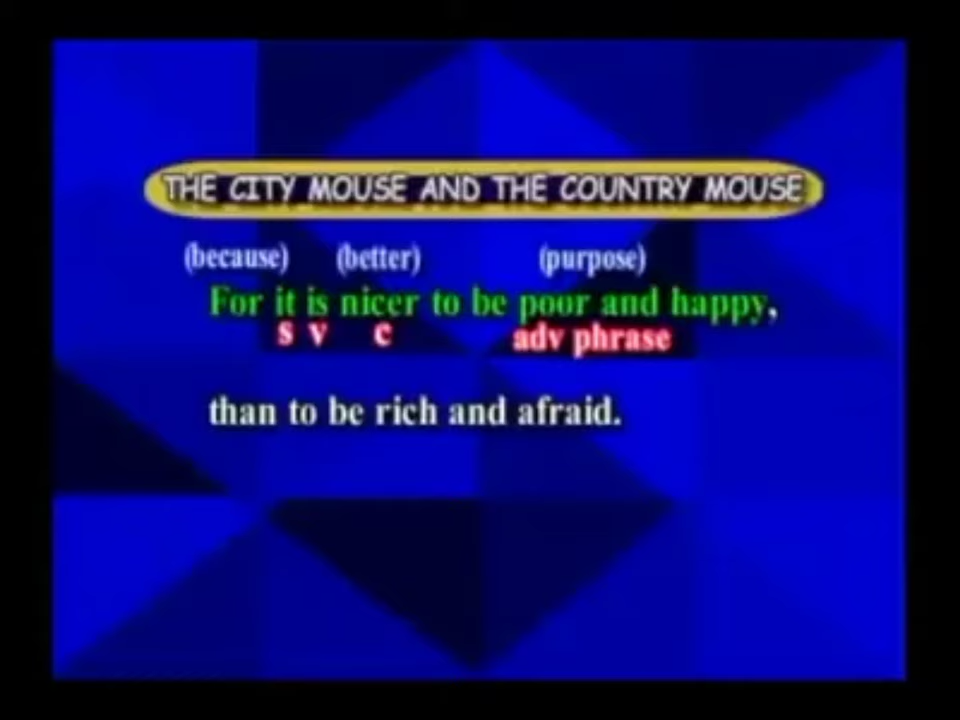 THE CITY MOUSE AND THE COUNTRY MOUSE
(because) (better) (purpose)
For it is nicer to be poor and happy,
s v c adv phrase
than to be rich and afraid.